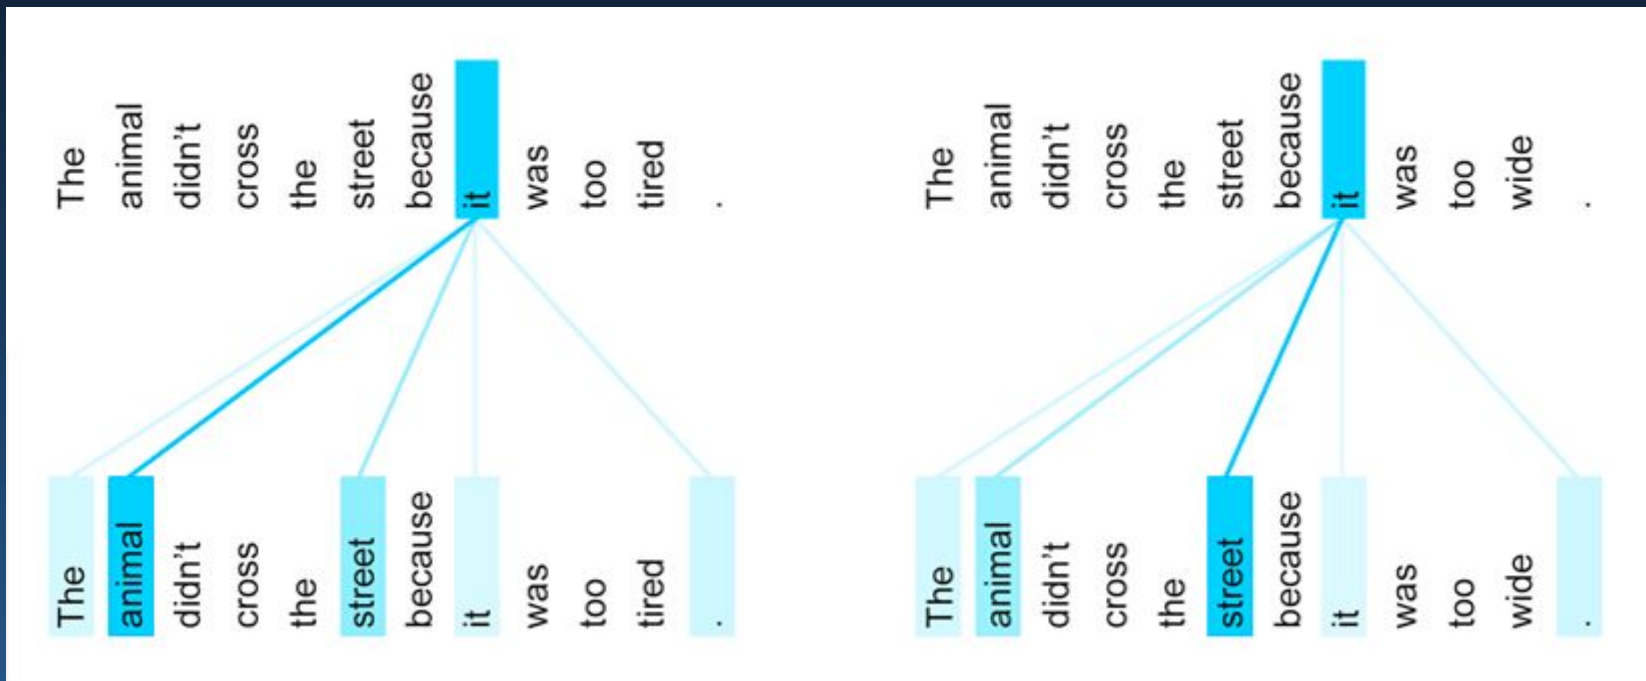 The animal didn't cross the street because it was too tired .
The animal didn't cross the street because it was too wide .
The animal didn't cross the street because it was too tired .
The animal didn't cross the street because it was too wide .